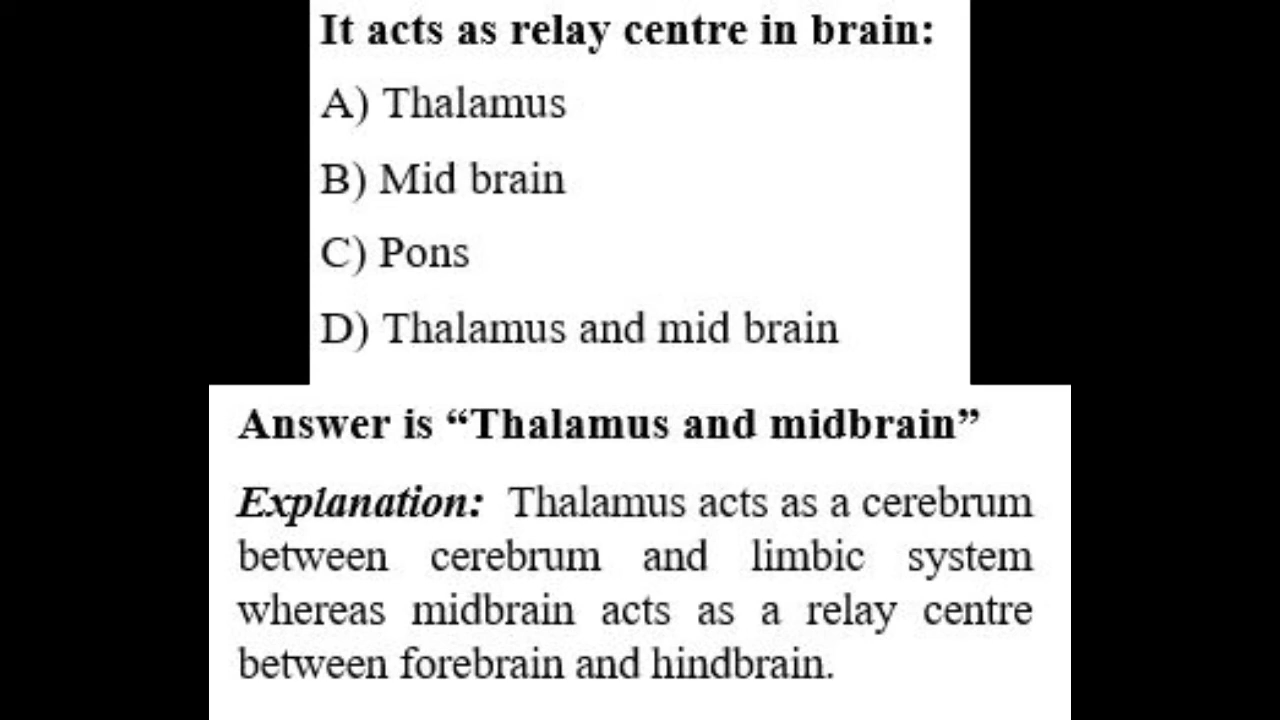 It acts as relay centre in brain:
A) Thalamus
B) Mid brain
C) Pons
D) Thalamus and mid brain
Answer is “Thalamus and midbrain”
Explanation: Thalamus acts as a cerebrum
between cerebrum and limbic system
whereas midbrain acts as a relay centre
between forebrain and hindbrain.